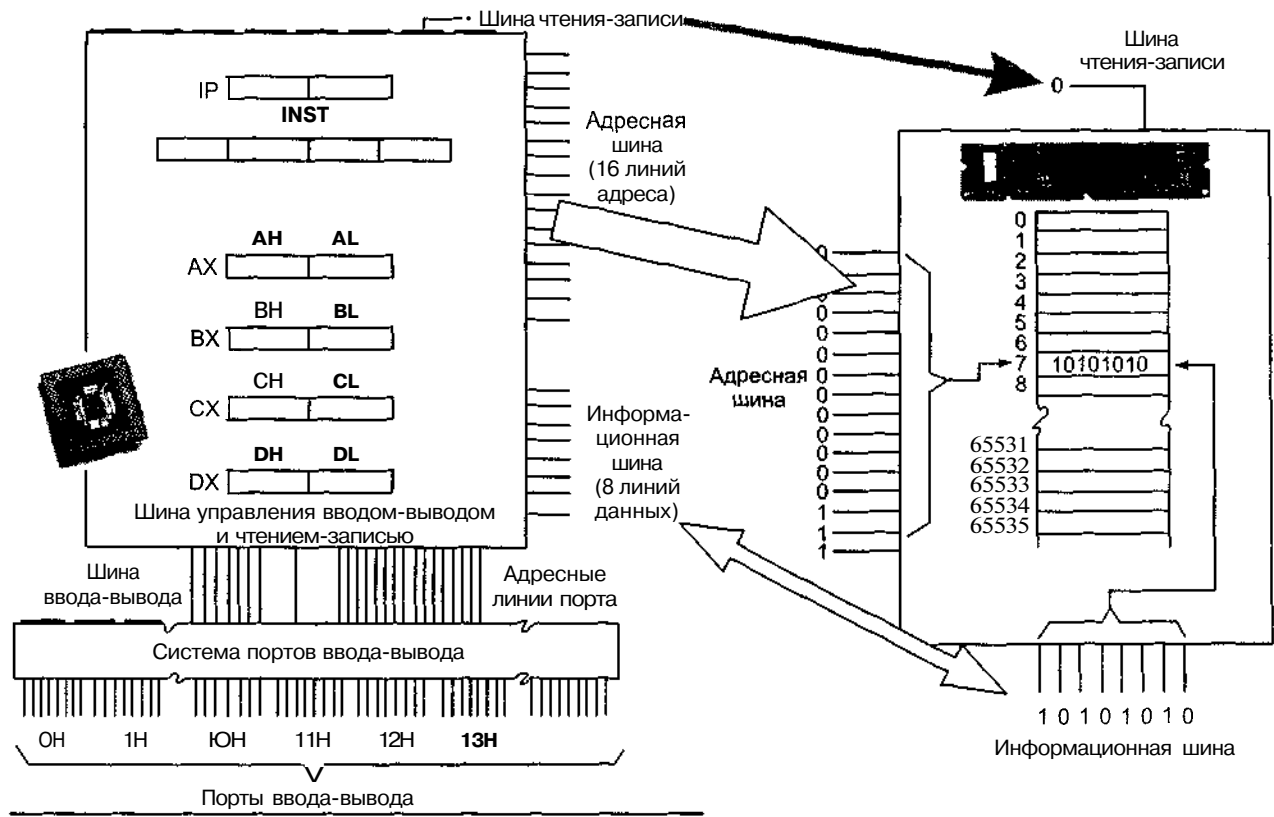 Шина чтения-записи
Шина
чтения-записи
0
IP
INST
Адресная
шина
(16 линий
адреса)
AH AL
AX
BH BL
BX
CH CL
CX
DH DL
DX
Шина управления вводом-выводом
и чтением-записью
Информа-
ционная
шина
(8 линий
данных)
Шина
ввода-вывода
Адресные
линии порта
Система портов ввода-вывода
0H 1H ЮН 11H 12H 13H
Порты ввода-вывода
Адресная
шина
0
0
0
0
0
0
0
0
0
0
0
1
1
1
0
1
2
3
4
5
6
7 10101010
8
65531
65532
65533
65534
65535
1 0 1 0 1 0 1 0
Информационная шина